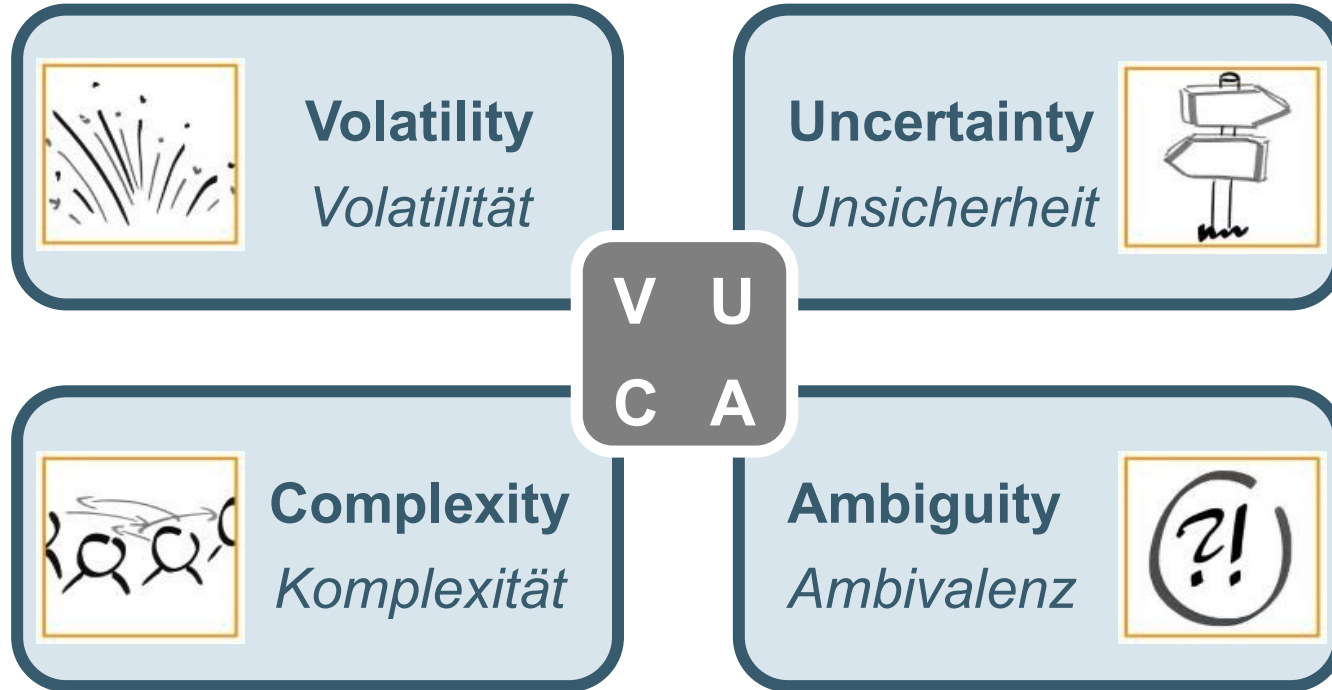 Volatility
Volatilität
Uncertainty
Unsicherheit
V U
C A
Complexity
Komplexität
Ambiguity
Ambivalenz
?!